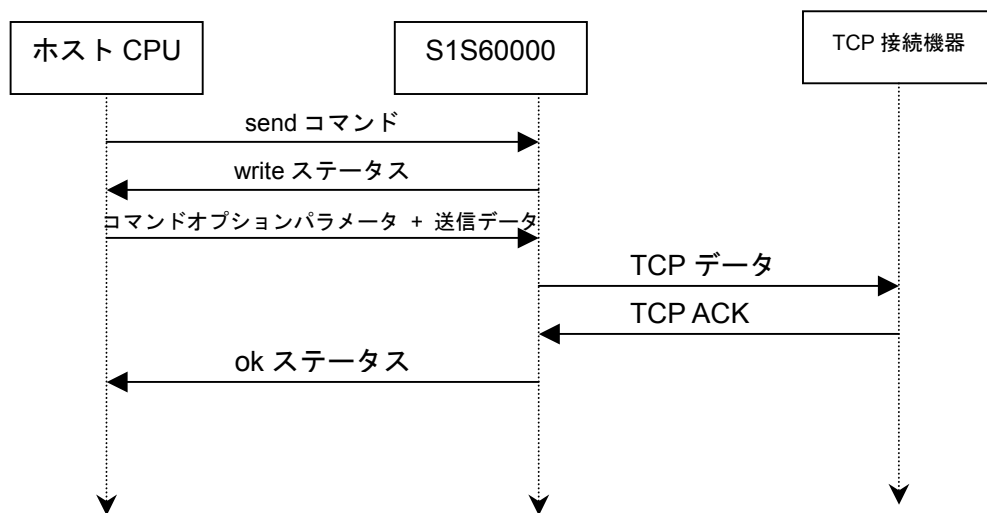 ホスト CPU
S1S60000
TCP 接続機器
send コマンド
write ステータス
コマンドオプションパラメータ + 送信データ
TCP データ
TCP ACK
ok ステータス